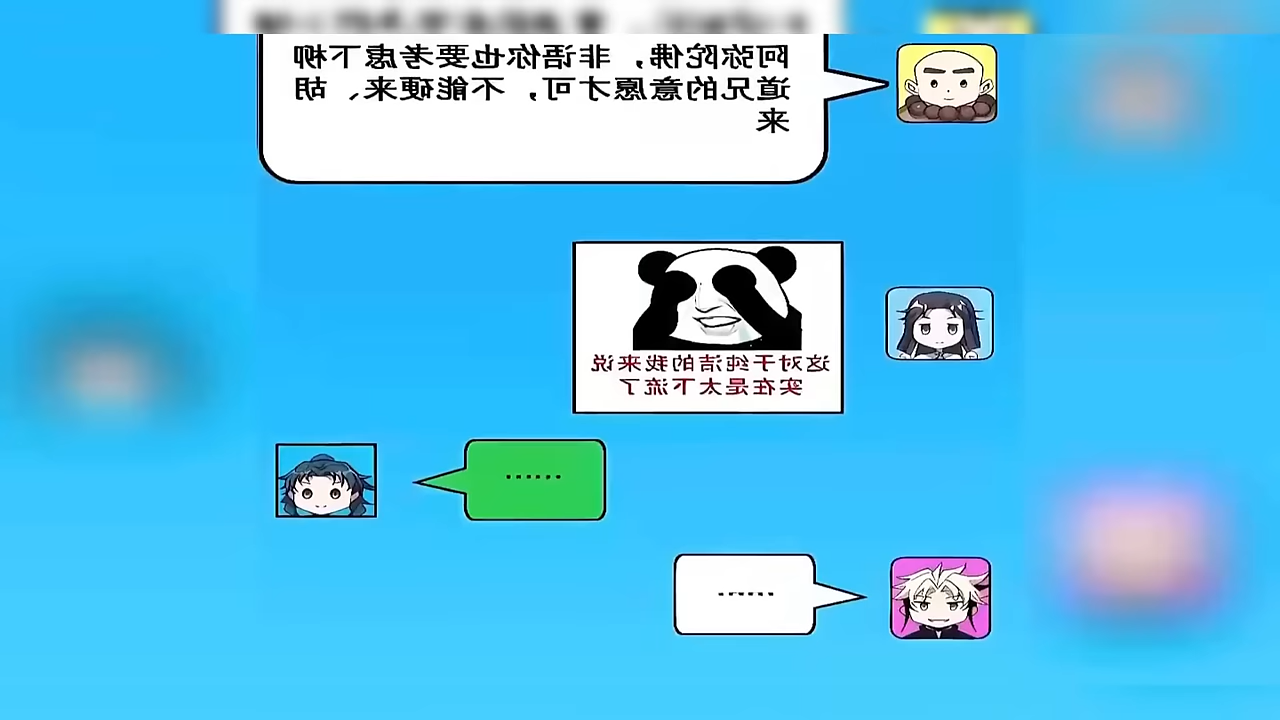 阿弥陀佛，非语你也要考虑下柳
道兄的意愿才可，不能硬来、胡
来
这对于纯洁的我来说
实在是太下流了
······
······